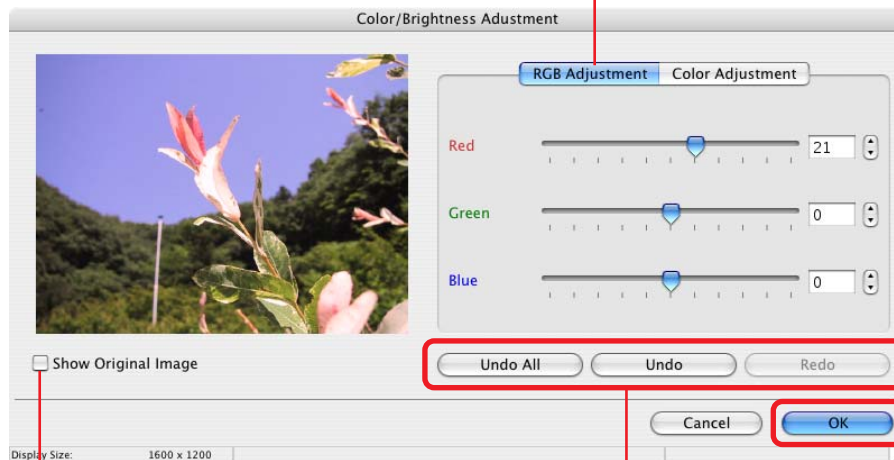 Color/Brightness Adustment
RGB Adjustment Color Adjustment
Red 21
Green 0
Blue 0
Show Original Image Undo All Undo Redo
Cancel OK
Display Size: 1600 x 1200